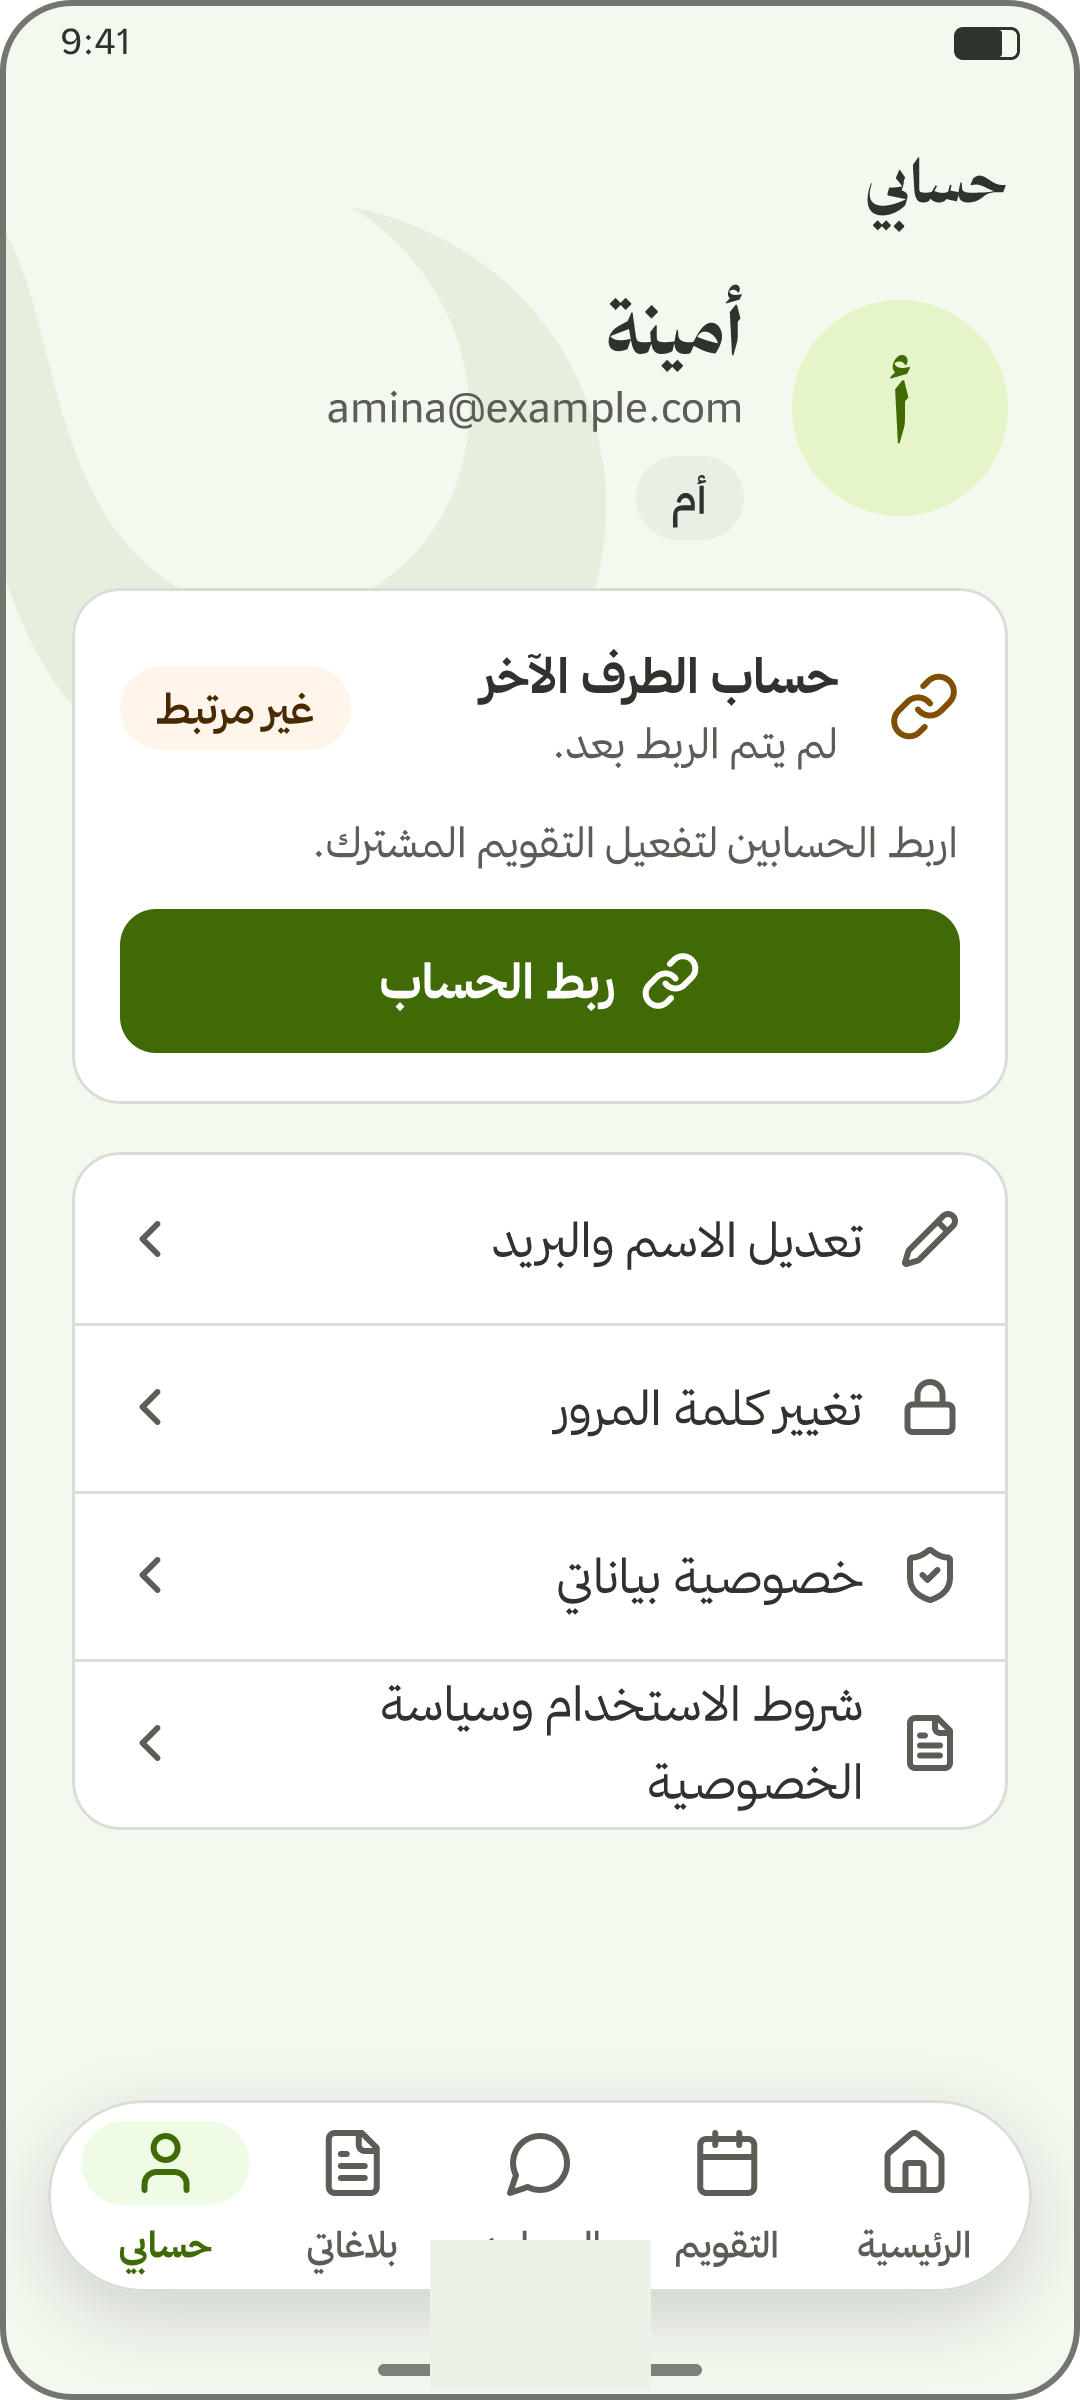 9:41
حسابي
أ
أمينة
amina@example.com
أم
حساب الطرف الآخر
لم يتم الربط بعد.
غير مرتبط
اربط الحسابين لتفعيل التقويم المشترك.
ربط الحساب
تعديل الاسم والبريد
تغيير كلمة المرور
خصوصية بياناتي
شروط الاستخدام وسياسة
الخصوصية
الرئيسية
التقويم
بلاغاتي
حسابي